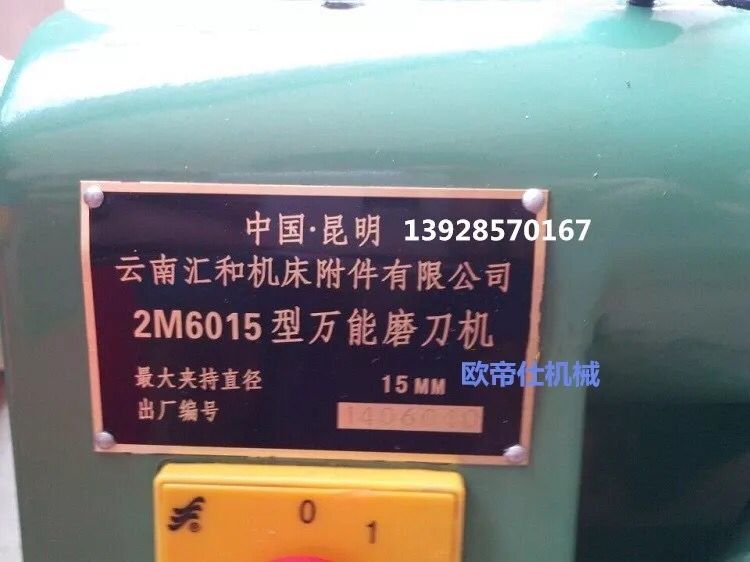 中国·昆明 13928570167
云南汇和机床附件有限公司
2M6015型万能磨刀机
最大夹持直径 15MM
欧帝仕机械
出厂编号 1406040
0 1